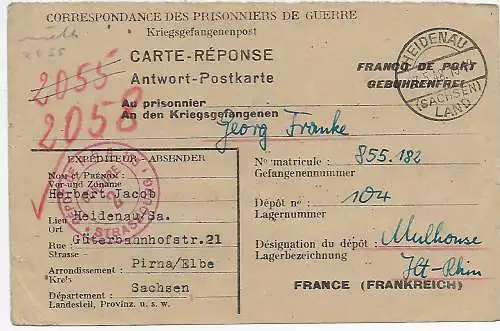 CORRESPONDANCE DES PRISONNIERS DE GUERRE
Kriegsgefangenenpost
2055
CARTE-RÉPONSE
Antwort-Postkarte
FRANCO DE PORT
GEBÜHRENFREI
HEIDENAU
(SACHSEN)
LAND
2055
2058
Au prisonnier
An den Kriegsgefangenen
Georg Franke
EXPÉDITEUR - ABSENDER
Nom et Prénom :
Vor-und Zuname
Herbert Jacob
Lieu
Ort
Heidenau/Sa.
Rue :
Strasse
Güterbahnhofstr.21
Pirna/Elbe
Arrondissement :
Kreis
Sachsen
Département :
Landesteil, Provinz. u. s. w.
STRASBOURG
Nº matricule : 855.182
Gefangenennummer
Dépôt nº : 104
Lagernummer
Désignation du dépôt : Mulhouse
Lagerbezeichnung
Ht-Rhin
FRANCE (FRANKREICH)